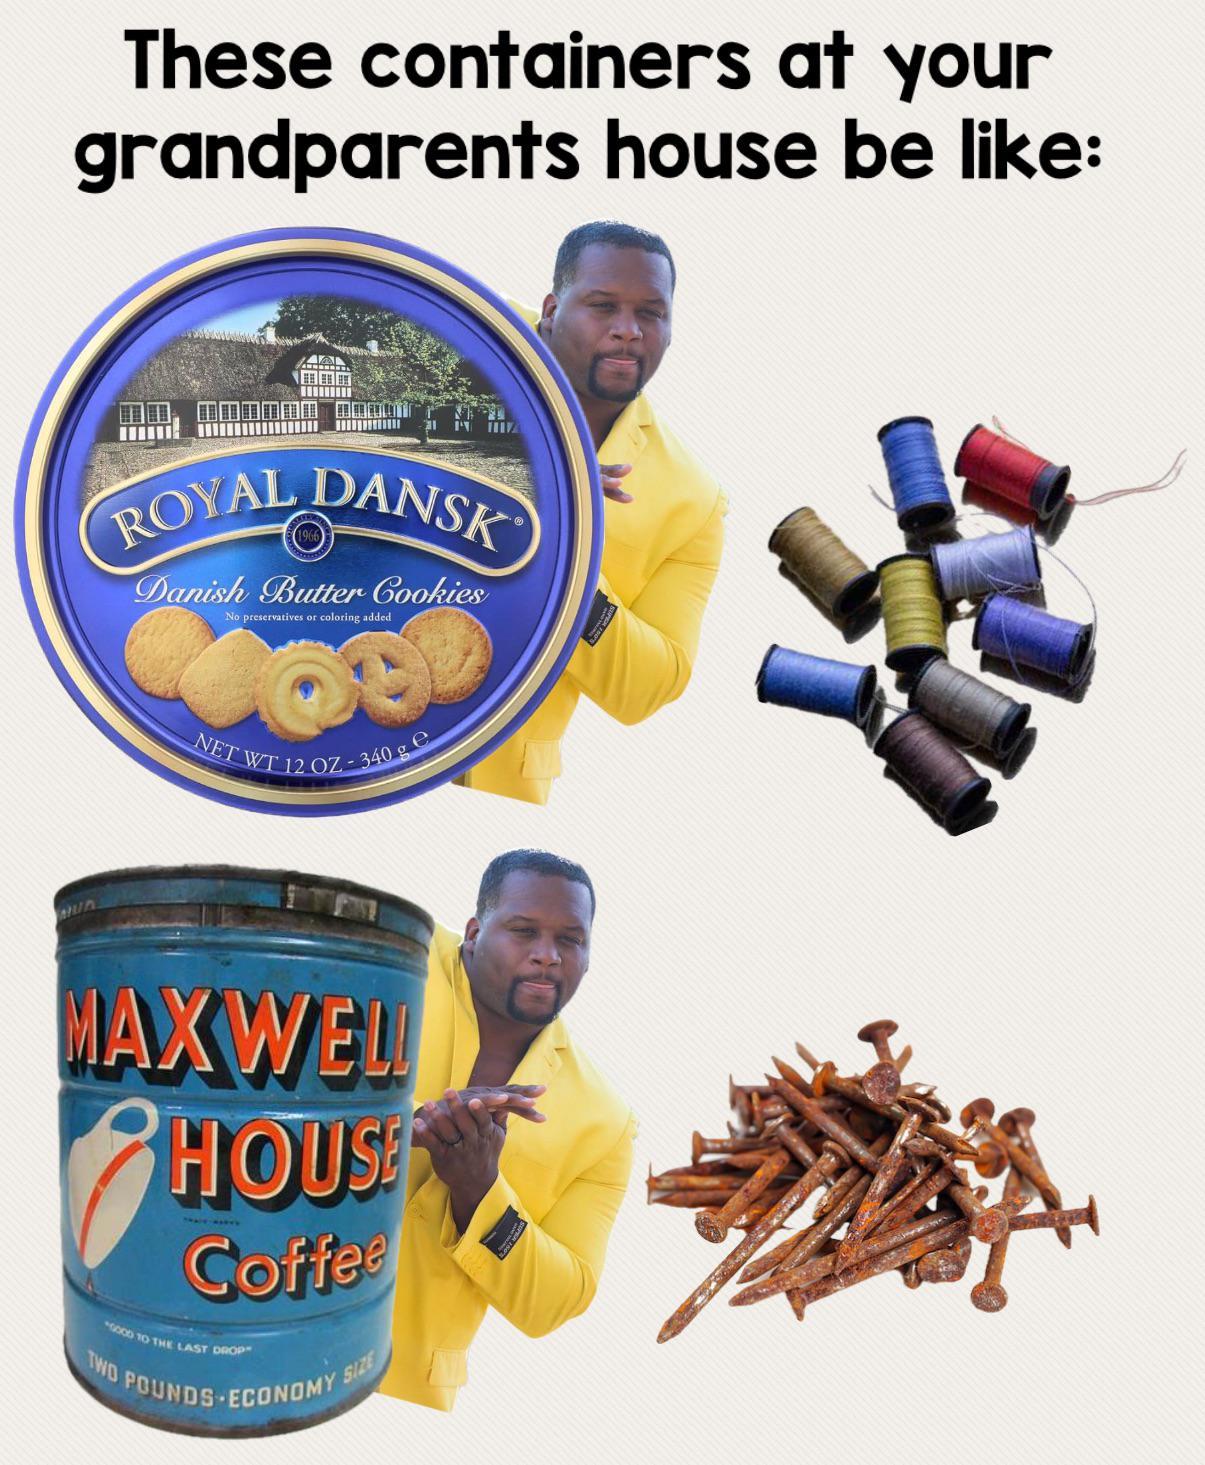 These containers at your
grandparents house be like:
ROYAL DANSK®
1966
Danish Butter Cookies
No preservatives or coloring added
NET WT 12 OZ - 340 g ℮
MAXWELL
HOUSE
Coffee
"GOOD TO THE LAST DROP"
TWO POUNDS·ECONOMY SIZE